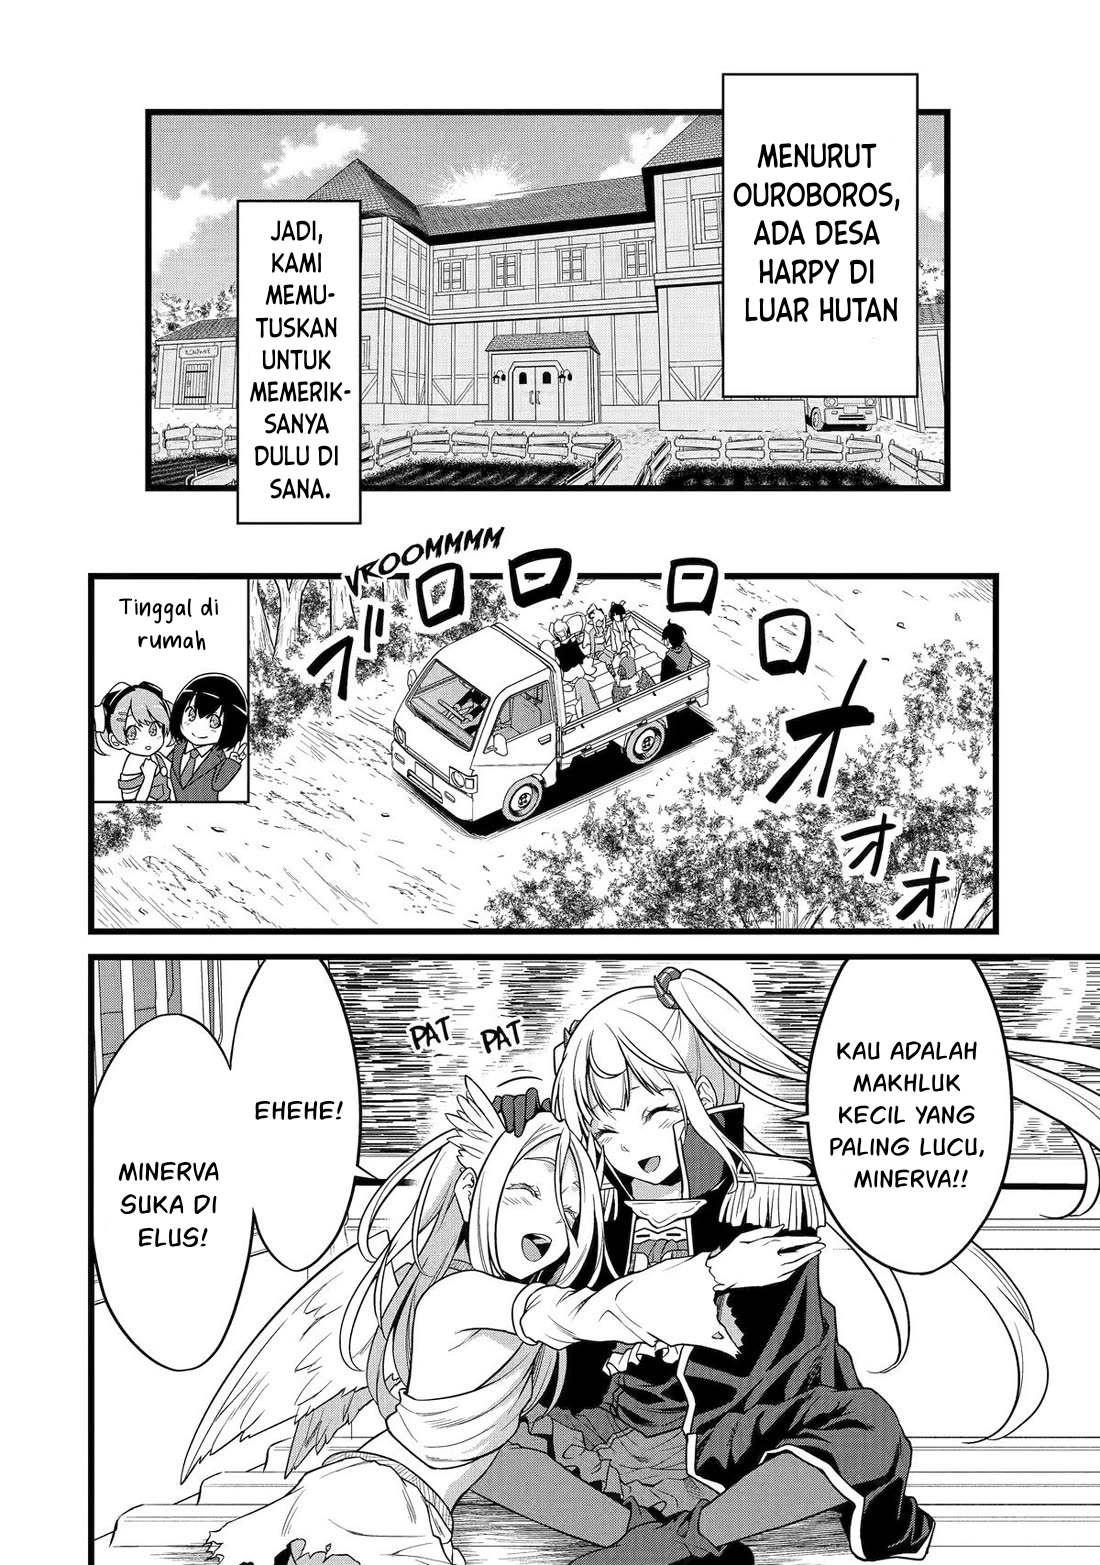 MENURUT
OUROBOROS,
ADA DESA
HARPY DI
LUAR HUTAN
JADI,
KAMI
MEMU-
TUSKAN
UNTUK
MEMERIK-
SANYA
DULU DI
SANA.
VROOMMMM
ゴロロロロオオオ
Tinggal di
rumah
KAU ADALAH
MAKHLUK
KECIL YANG
PALING LUCU,
MINERVA!!
PAT PAT
EHEHE!
MINERVA
SUKA DI
ELUS!